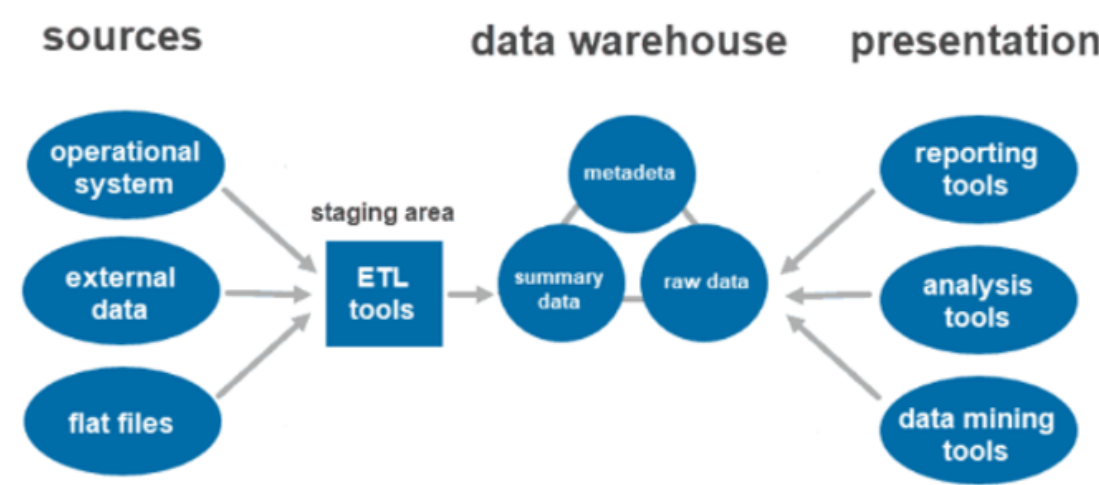 sources
data warehouse
presentation
operational
system
external
data
flat files
staging area
ETL
tools
metadeta
summary
data
raw data
reporting
tools
analysis
tools
data mining
tools